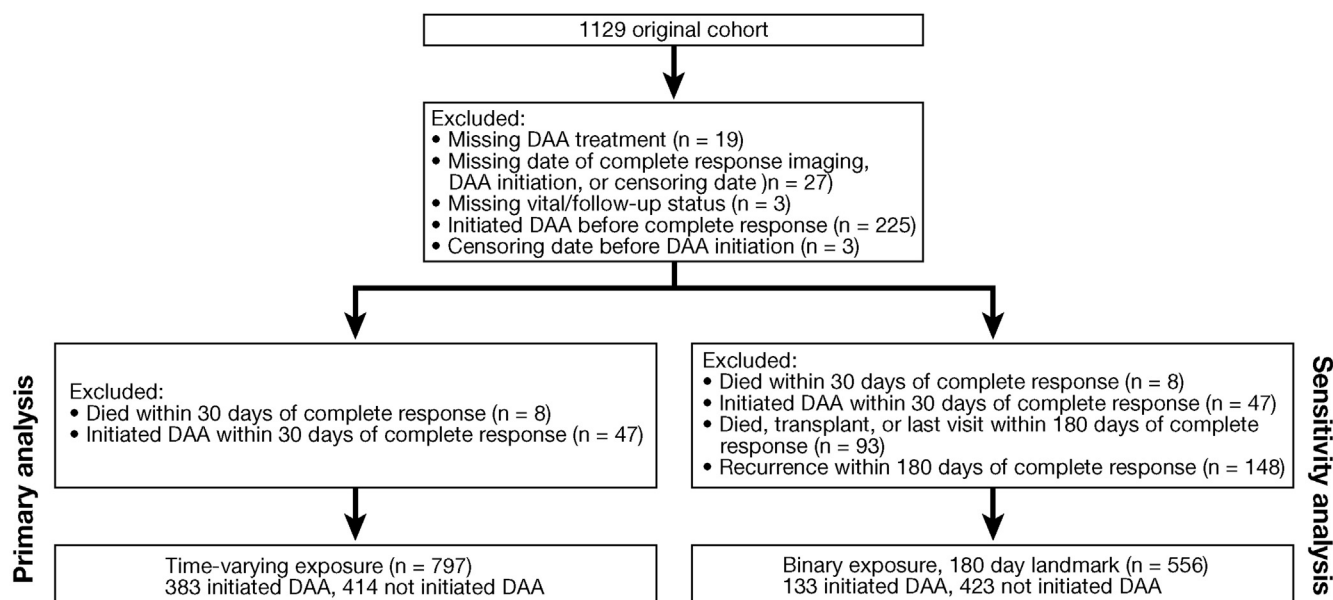 1129 original cohort
Excluded:
• Missing DAA treatment (n = 19)
• Missing date of complete response imaging,
DAA initiation, or censoring date )n = 27)
• Missing vital/follow-up status (n = 3)
• Initiated DAA before complete response (n = 225)
• Censoring date before DAA initiation (n = 3)
Primary analysis
Excluded:
• Died within 30 days of complete response (n = 8)
• Initiated DAA within 30 days of complete response (n = 47)
Time-varying exposure (n = 797)
383 initiated DAA, 414 not initiated DAA
Sensitivity analysis
Excluded:
• Died within 30 days of complete response (n = 8)
• Initiated DAA within 30 days of complete response (n = 47)
• Died, transplant, or last visit within 180 days of complete
response (n = 93)
• Recurrence within 180 days of complete response (n = 148)
Binary exposure, 180 day landmark (n = 556)
133 initiated DAA, 423 not initiated DAA